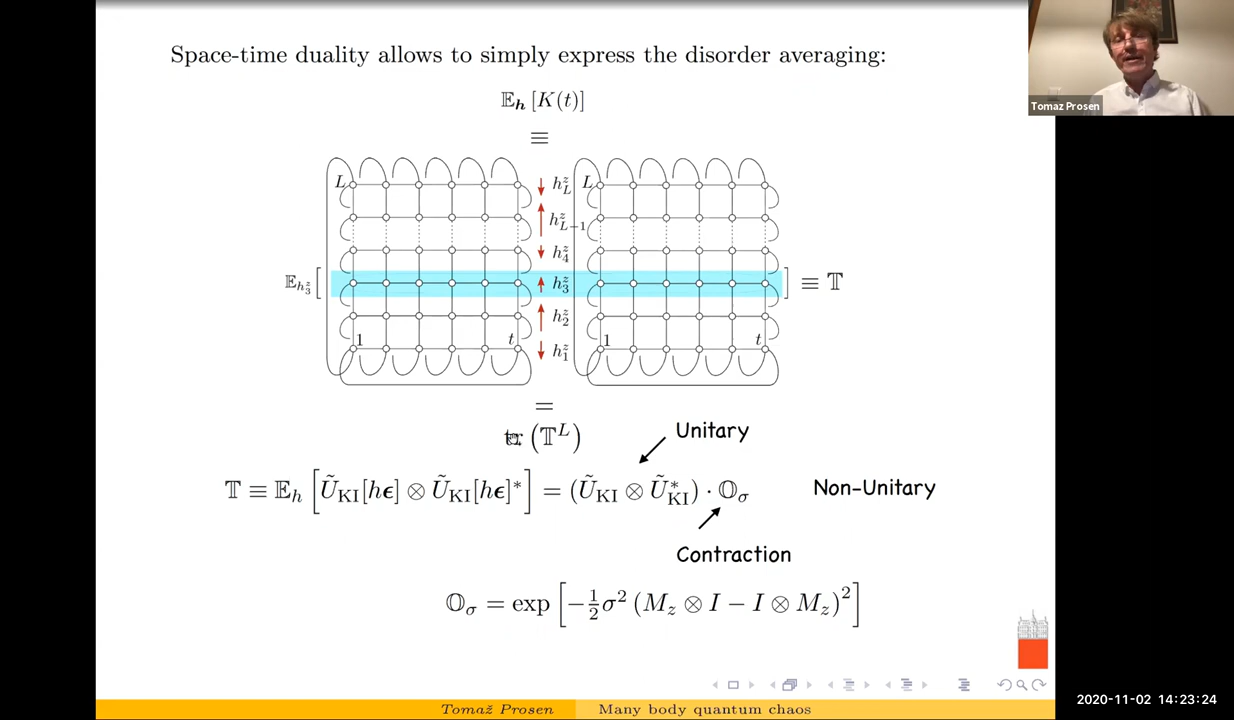 Space-time duality allows to simply express the disorder averaging:
𝔼_𝒉 [K(t)]
≡
L h^z_L L
h^z_{L−1}
h^z_4
𝔼_{h^z_3} [ h^z_3 ] ≡ 𝕋
h^z_2
1 t h^z_1 1 t
=
tr (𝕋^L)
Unitary
𝕋 ≡ 𝔼_h [Ũ_KI[hϵ] ⊗ Ũ_KI[hϵ]^*] = (Ũ_KI ⊗ Ũ^*_KI) · 𝕆_σ Non-Unitary
Contraction
𝕆_σ = exp [−½σ² (M_z ⊗ I − I ⊗ M_z)²]
Tomaž Prosen Many body quantum chaos
Tomaz Prosen
2020-11-02 14:23:24